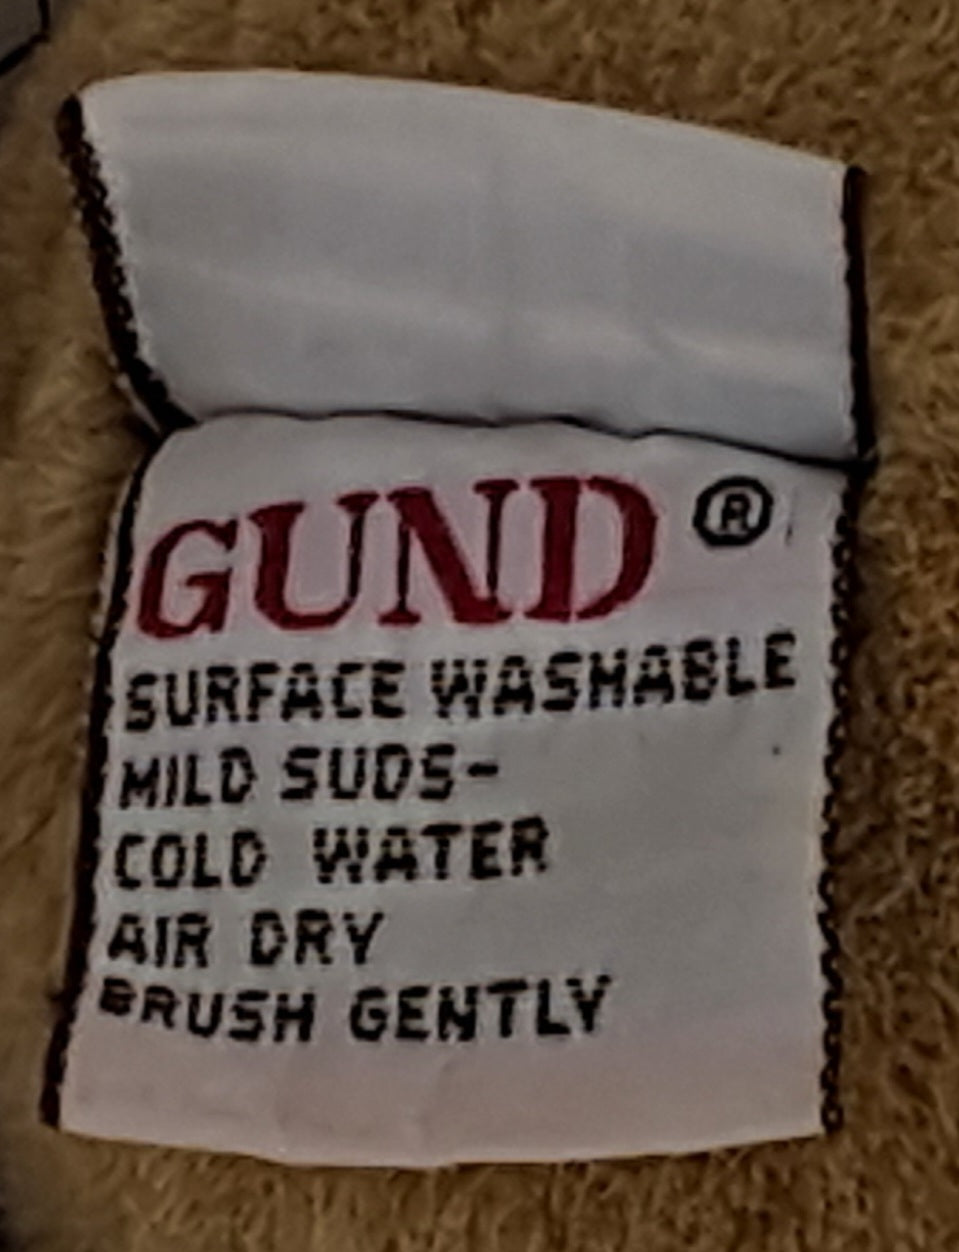 GUND ®
SURFACE WASHABLE
MILD SUDS-
COLD WATER
AIR DRY
BRUSH GENTLY